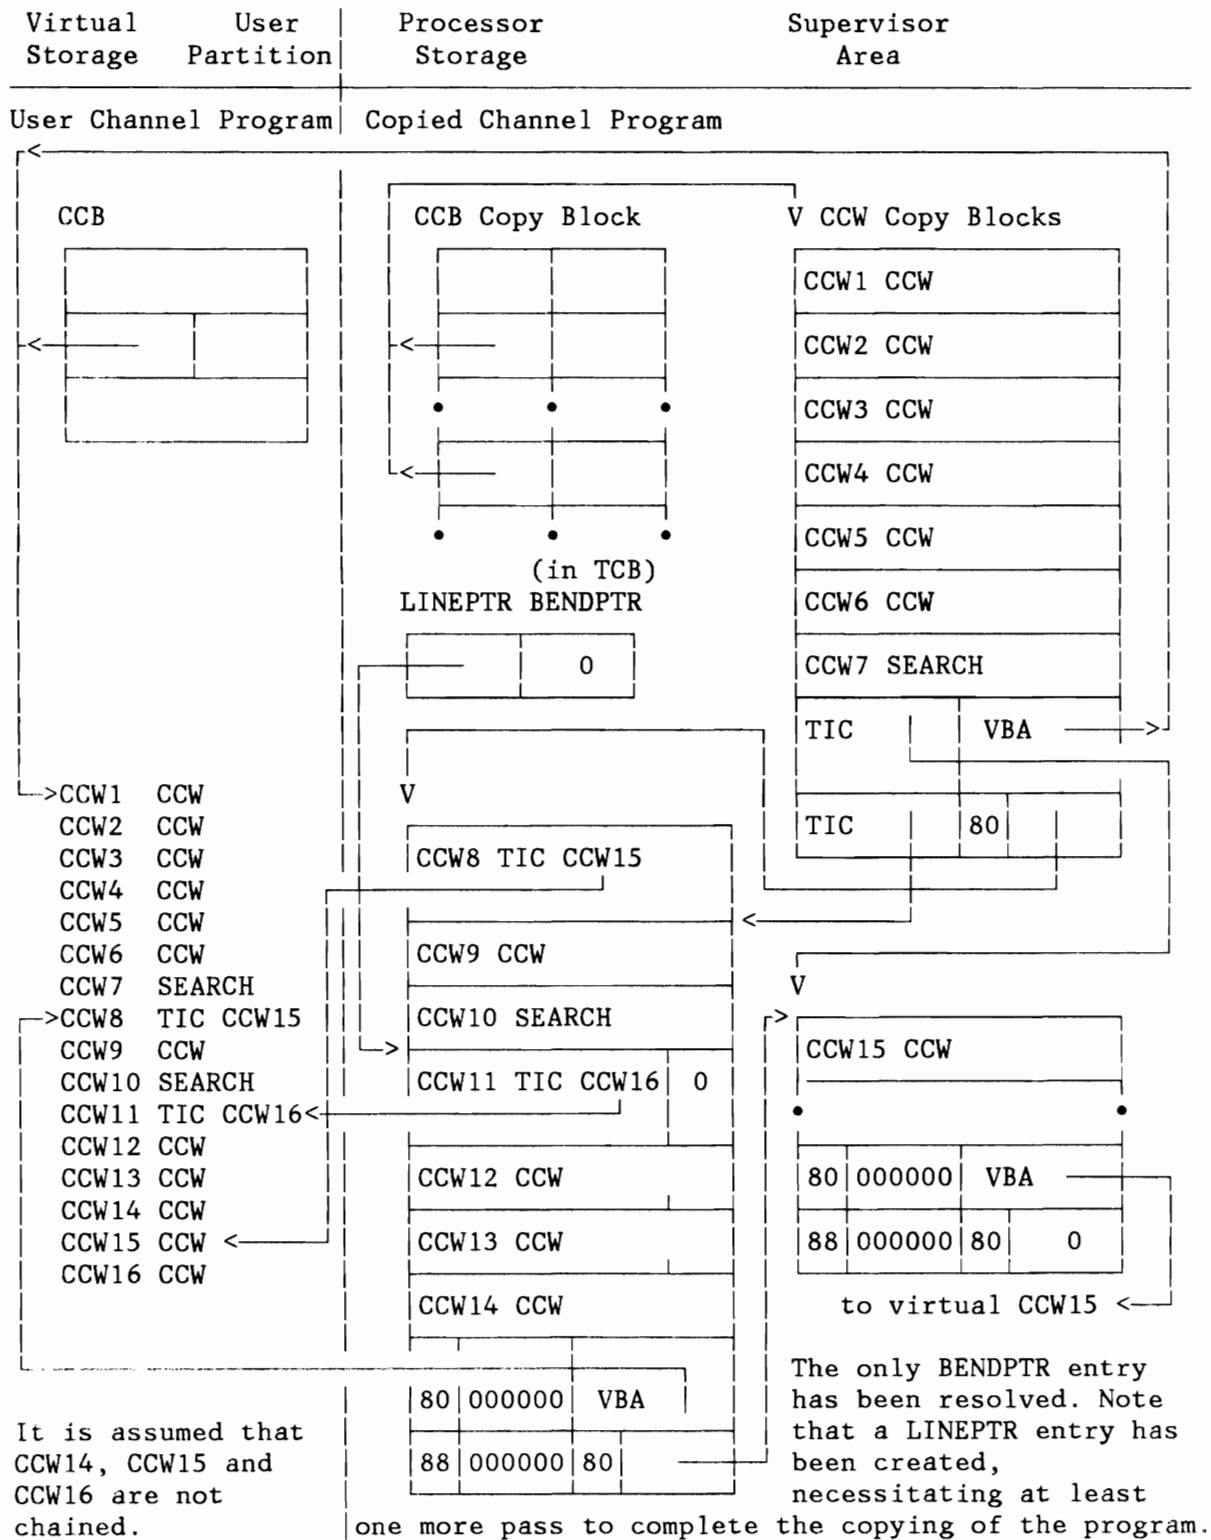 Virtual User Processor Supervisor
Storage Partition Storage Area
User Channel Program Copied Channel Program
CCB CCB Copy Block V CCW Copy Blocks
CCW1 CCW
CCW2 CCW
CCW3 CCW
CCW4 CCW
CCW5 CCW
(in TCB)
LINEPTR BENDPTR
CCW6 CCW
0 CCW7 SEARCH
TIC VBA
>CCW1 CCW V
CCW2 CCW TIC 80
CCW3 CCW CCW8 TIC CCW15
CCW4 CCW
CCW5 CCW
CCW6 CCW CCW9 CCW
CCW7 SEARCH V
>CCW8 TIC CCW15 CCW10 SEARCH
CCW9 CCW CCW15 CCW
CCW10 SEARCH CCW11 TIC CCW16 0
CCW11 TIC CCW16<
CCW12 CCW
CCW13 CCW CCW12 CCW 80 000000 VBA
CCW14 CCW
CCW15 CCW < CCW13 CCW 88 000000 80 0
CCW16 CCW
CCW14 CCW to virtual CCW15 <
The only BENDPTR entry
80 000000 VBA has been resolved. Note
It is assumed that that a LINEPTR entry has
CCW14, CCW15 and 88 000000 80 been created,
CCW16 are not necessitating at least
chained. one more pass to complete the copying of the program.